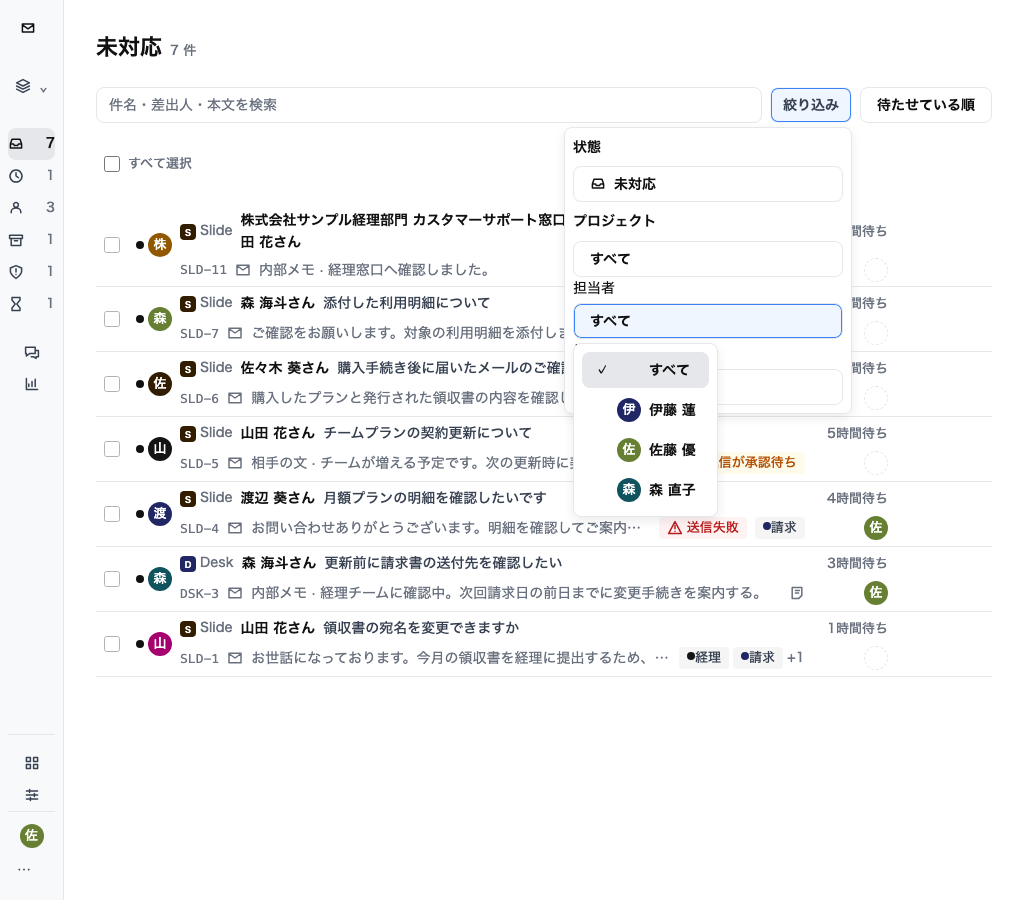 未対応 7 件
件名・差出人・本文を検索
絞り込み
待たせている順
7
1
3
1
1
1
すべて選択
状態
未対応
プロジェクト
すべて
担当者
すべて
✓ すべて
伊 伊藤 蓮
佐 佐藤 優
森 森 直子
株 S Slide 株式会社サンプル経理部門 カスタマーサポート窓口
田 花さん
間待ち
SLD-11 内部メモ · 経理窓口へ確認しました。
森 S Slide 森 海斗さん 添付した利用明細について
間待ち
SLD-7 ご確認をお願いします。対象の利用明細を添付し
佐 S Slide 佐々木 葵さん 購入手続き後に届いたメールのご確
間待ち
SLD-6 購入したプランと発行された領収書の内容を確認
山 S Slide 山田 花さん チームプランの契約更新について
5時間待ち
SLD-5 相手の文 · チームが増える予定です。次の更新時に
信が承認待ち
渡 S Slide 渡辺 葵さん 月額プランの明細を確認したいです
4時間待ち
SLD-4 お問い合わせありがとうございます。明細を確認してご案内… 送信失敗 請求 佐
森 D Desk 森 海斗さん 更新前に請求書の送付先を確認したい
3時間待ち
DSK-3 内部メモ · 経理チームに確認中。次回請求日の前日までに変更手続きを案内する。 佐
山 S Slide 山田 花さん 領収書の宛名を変更できますか
1時間待ち
SLD-1 お世話になっております。今月の領収書を経理に提出するため、… 経理 請求 +1
佐
…